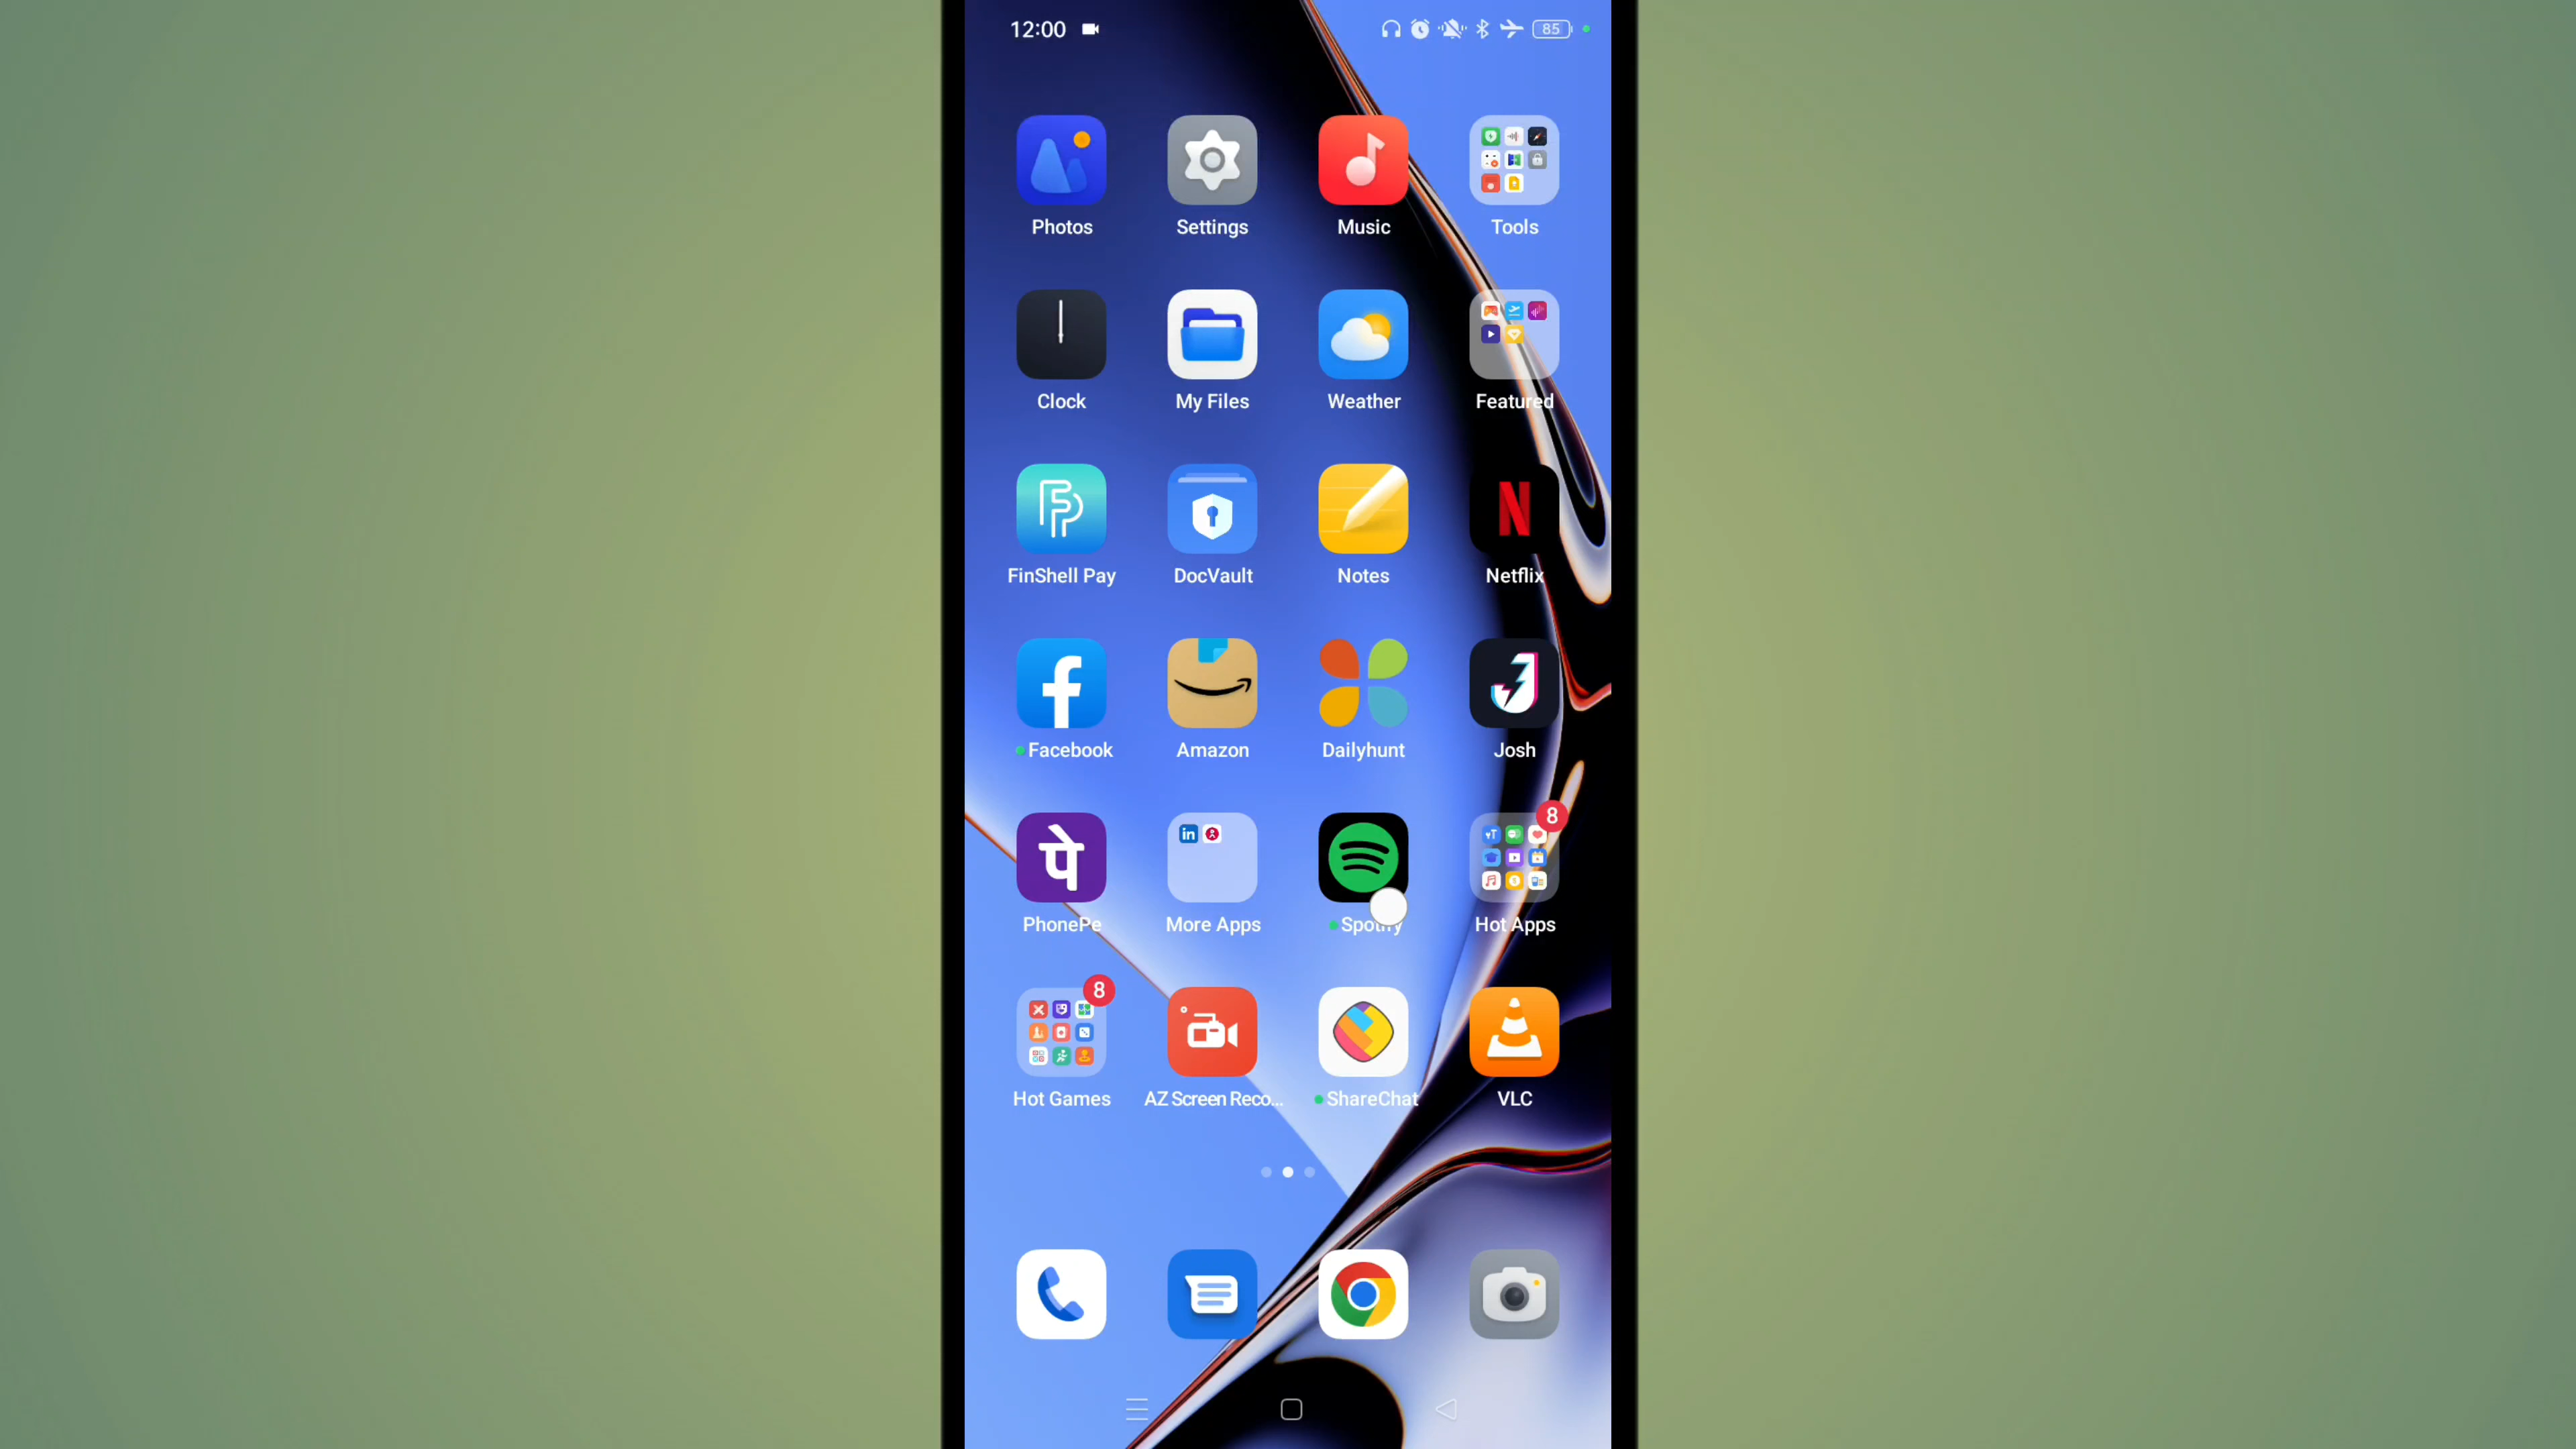 12:00 85
Photos Settings Music Tools
Clock My Files Weather Featured
N
FinShell Pay DocVault Notes Netflix
f
Facebook Amazon Dailyhunt Josh
पे in 8
PhonePe More Apps Spotify Hot Apps
8
Hot Games AZ Screen Reco... ShareChat VLC